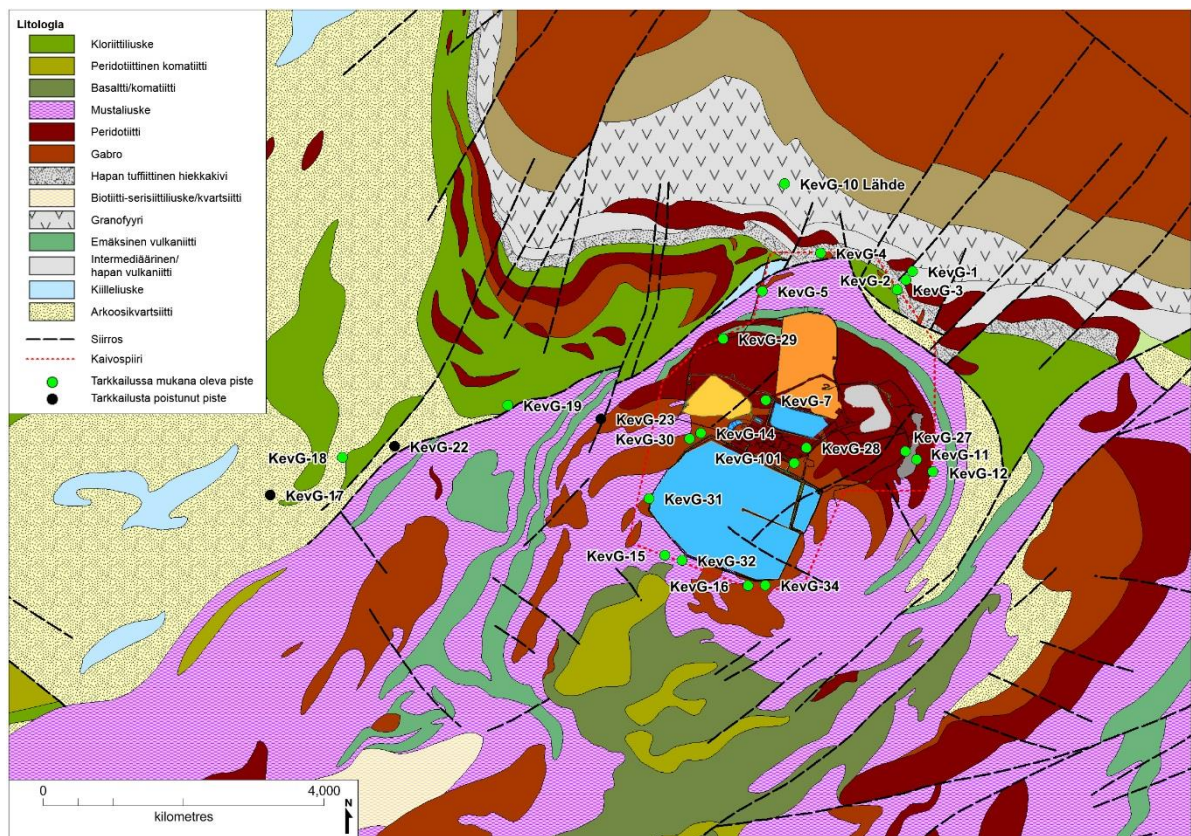 Litologia
Kloriittiliuske
Peridotiittinen komatiitti
Basaltti/komatiitti
Mustaliuske
Peridotiitti
Gabro
Hapan tuffiittinen hiekkakivi
Biotiitti-serisiittiliuske/kvartsiitti
Granofyyri
Emäksinen vulkaniitti
Intermediäärinen/
hapan vulkaniitti
Kiilleliuske
Arkoosikvartsiitti
Siirros
Kaivospiiri
Tarkkailussa mukana oleva piste
Tarkkailusta poistunut piste
KevG-10 Lähde
KevG-4
KevG-1
KevG-2
KevG-3
KevG-5
KevG-29
KevG-7
KevG-19
KevG-23
KevG-14
KevG-30
KevG-22
KevG-28
KevG-27
KevG-18
KevG-101
KevG-11
KevG-12
KevG-17
KevG-31
KevG-15
KevG-32
KevG-16
KevG-34
0
4,000
kilometres
N